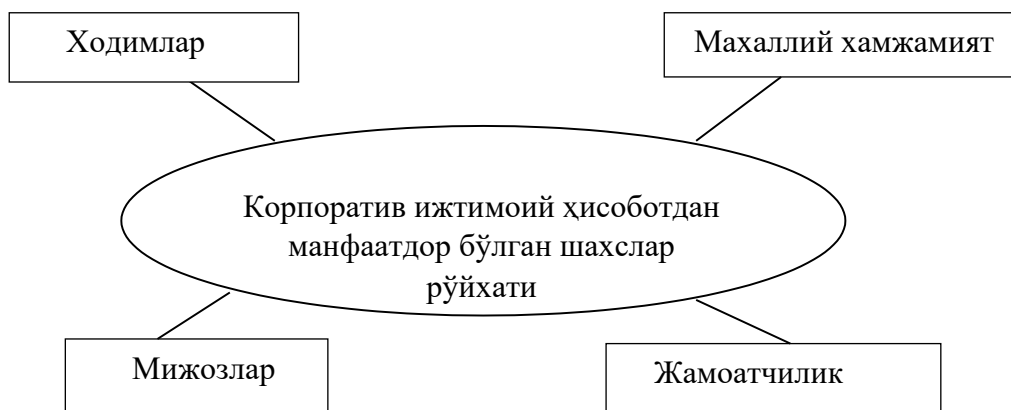 Ходимлар
Махаллий хамжамият
Корпоратив ижтимоий ҳисоботдан
манфаатдор бўлган шахслар
рўйхати
Мижозлар
Жамоатчилик